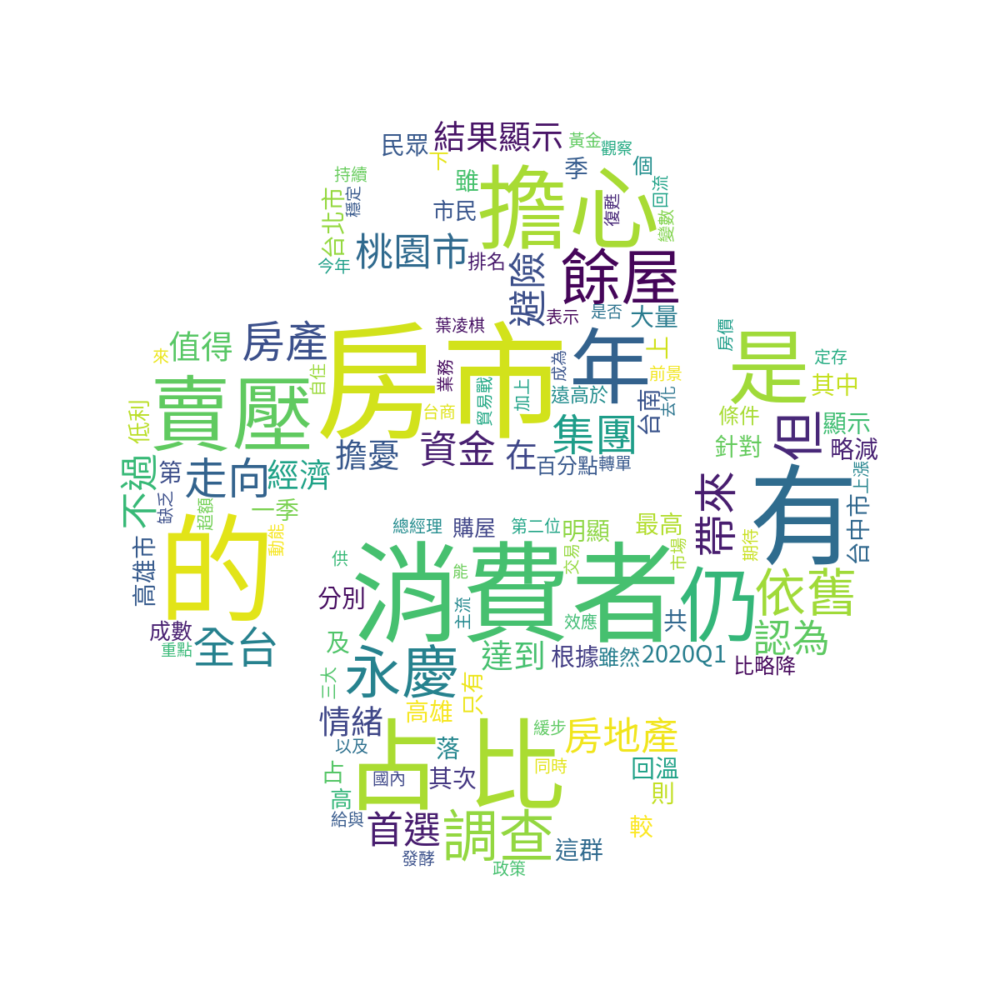 民眾
結果顯示
黃金
觀察
下
季
個
持續
雖
擔心
回流
台北市
穩定
市民
復甦
變數
桃園市
排名
避險
餘屋
今年
葉凌棋
表示
是否
大量
房價
值得
房產
房市
年
上
是
定存
來
自住
業務
成為
前景
其中
賣壓
貿易戰
加上
遠高於
台南
去化
低利
台商
條件
但
顯示
擔憂
資金
在
集團
針對
略減
不過
第
走向
經濟
百分點
轉單
帶來
有
上漲
缺乏
超額
一季
台中市
總經理
購屋
第二位
明顯
最高
動能
的
供
消費者
能
交易
市場
期待
高雄市
分別
主流
效應
共
仍
依舊
成數
重點
全台
及
永慶
達到
根據
雖然
2020Q1
認為
比略降
三大
只有
情緒
高雄
占比
緩步
房地產
以及
落
占
國內
其次
同時
回溫
高
則
給與
首選
調查
較
發酵
這群
政策